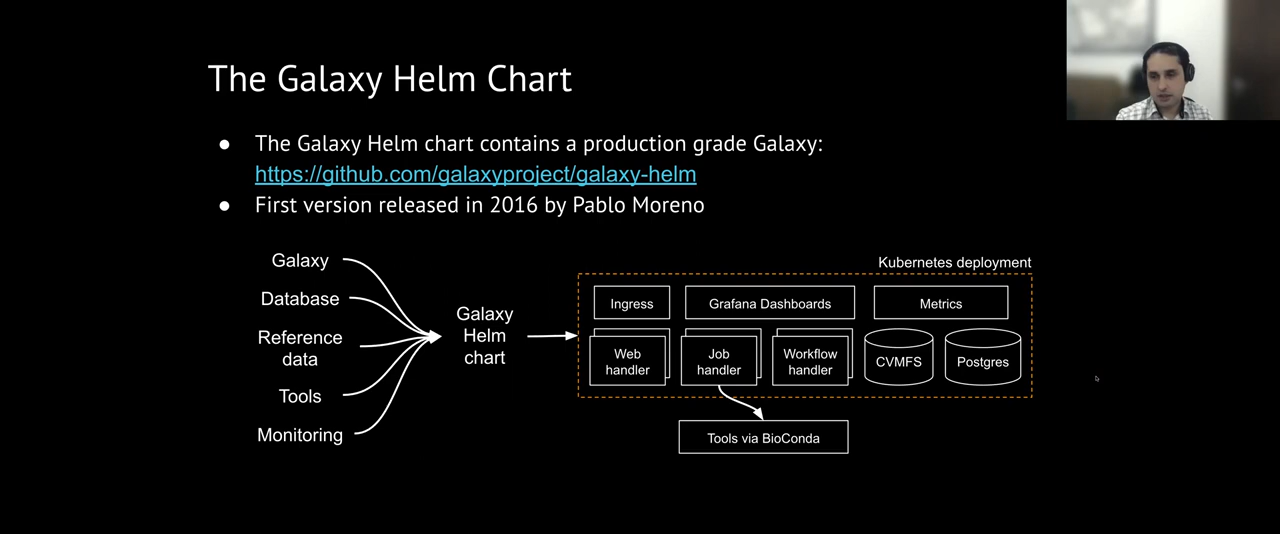 The Galaxy Helm Chart
● The Galaxy Helm chart contains a production grade Galaxy:
https://github.com/galaxyproject/galaxy-helm
● First version released in 2016 by Pablo Moreno
Galaxy
Database
Reference
data
Tools
Monitoring
Galaxy
Helm
chart
Kubernetes deployment
Ingress
Grafana Dashboards
Metrics
Web
handler
Job
handler
Workflow
handler
CVMFS
Postgres
Tools via BioConda